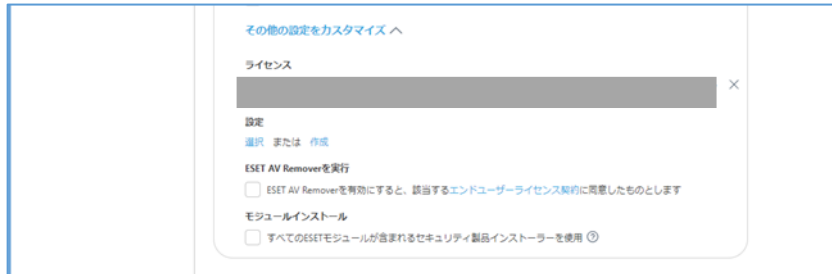 その他の設定をカスタマイズ
ライセンス
設定
選択 または 作成
ESET AV Removerを実行
ESET AV Removerを有効にすると、該当するエンドユーザーライセンス契約に同意したものとします
モジュールインストール
すべてのESETモジュールが含まれるセキュリティ製品インストーラーを使用 ?